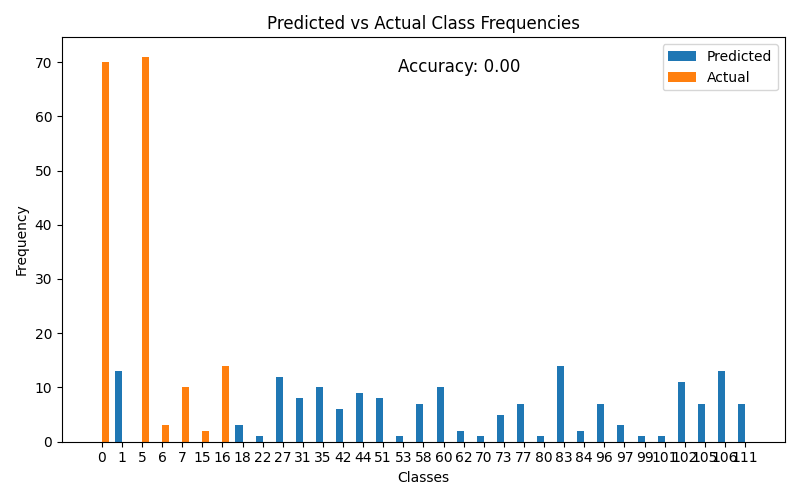 Predicted vs Actual Class Frequencies
Accuracy: 0.00
Predicted
Actual
Frequency
70
60
50
40
30
20
10
0
0 1 5 6 7 15 16 18 22 27 31 35 42 44 51 53 58 60 62 70 73 77 80 83 84 96 97 99 101 102 105 106 111
Classes